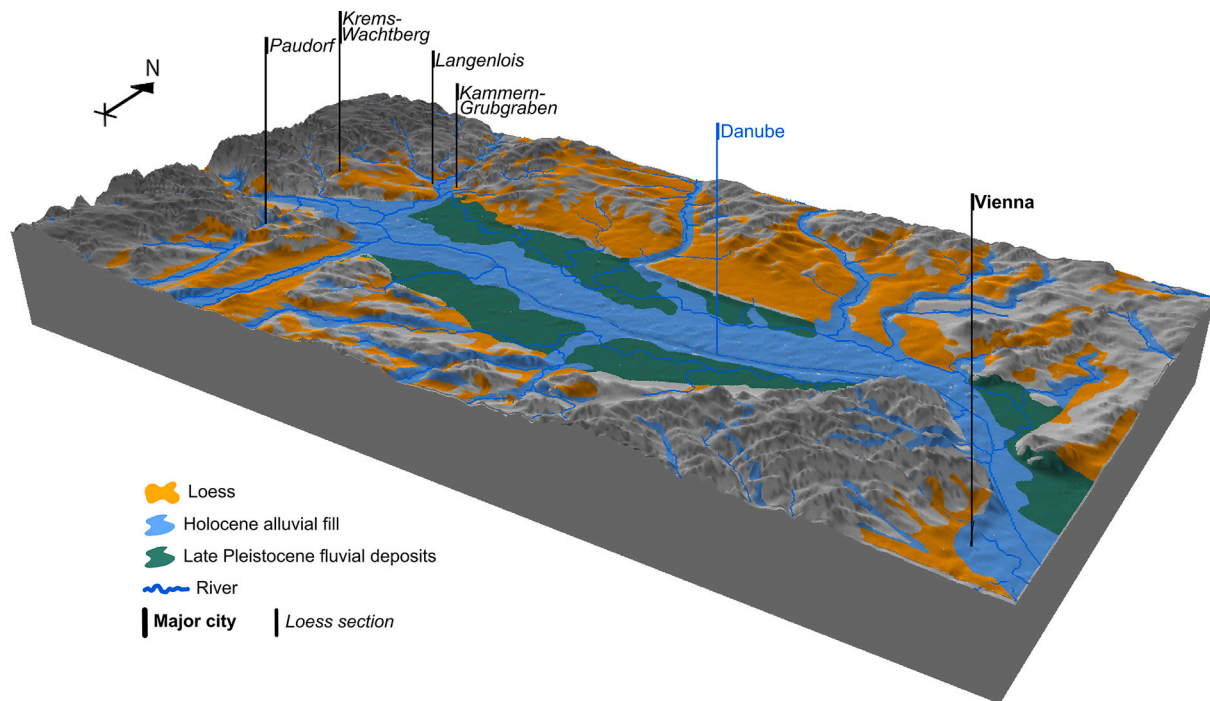 Krems-
Wachtberg
Paudorf
Langenlois
N
Kammern-
Grubgraben
Danube
Vienna
Loess
Holocene alluvial fill
Late Pleistocene fluvial deposits
River
Major city
Loess section